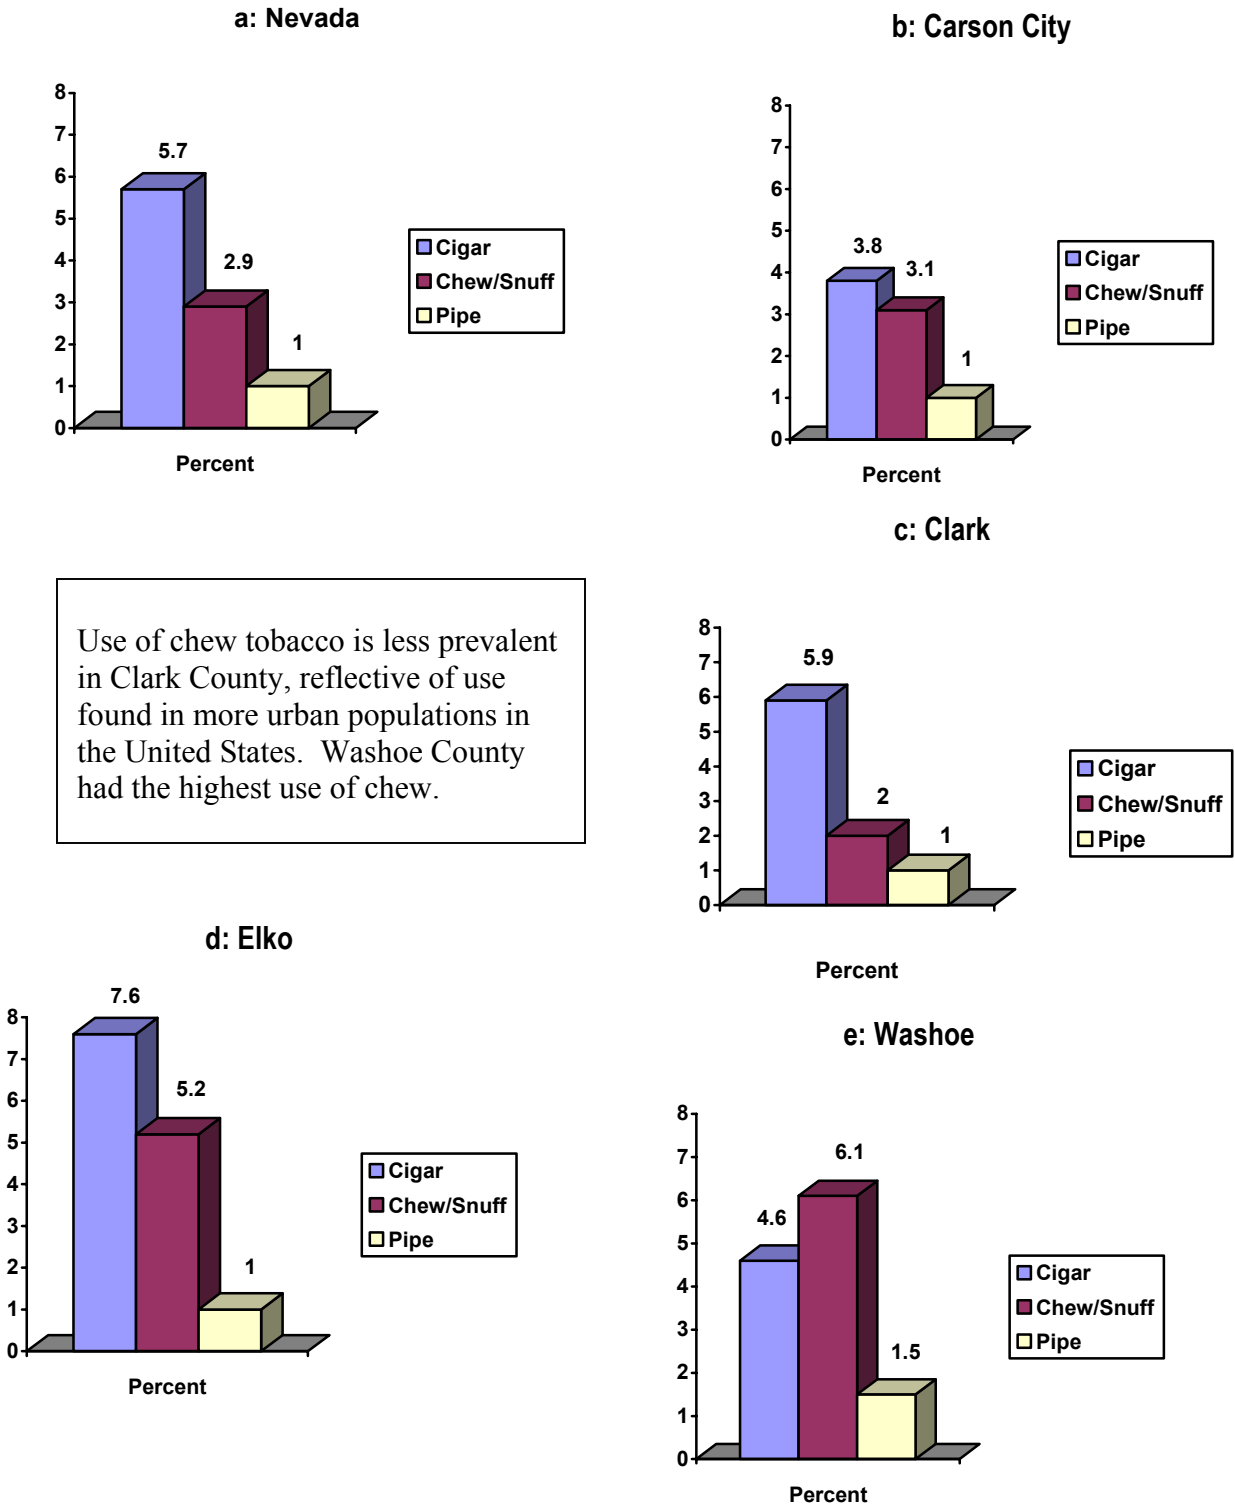 a: Nevada
8
7
6
5
4
3
2
1
0
5.7
2.9
1
Percent
Cigar
Chew/Snuff
Pipe
b: Carson City
8
7
6
5
4
3
2
1
0
3.8
3.1
1
Percent
Cigar
Chew/Snuff
Pipe
Use of chew tobacco is less prevalent
in Clark County, reflective of use
found in more urban populations in
the United States.  Washoe County
had the highest use of chew.
c: Clark
8
7
6
5
4
3
2
1
0
5.9
2
1
Percent
Cigar
Chew/Snuff
Pipe
d: Elko
8
7
6
5
4
3
2
1
0
7.6
5.2
1
Percent
Cigar
Chew/Snuff
Pipe
e: Washoe
8
7
6
5
4
3
2
1
0
4.6
6.1
1.5
Percent
Cigar
Chew/Snuff
Pipe